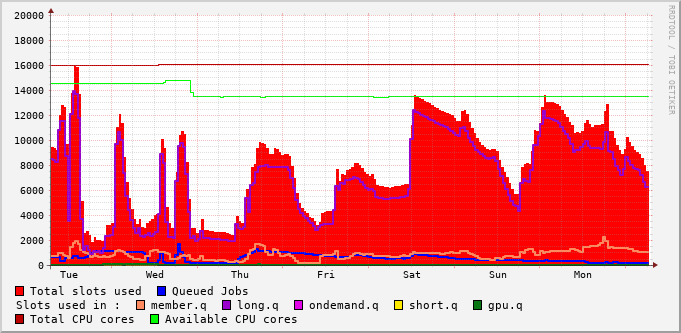 20000
18000
16000
14000
12000
10000
8000
6000
4000
2000
0
Tue Wed Thu Fri Sat Sun Mon
RRDTOOL / TOBI OETIKER
Total slots used Queued Jobs
Slots used in : member.q long.q ondemand.q short.q gpu.q
Total CPU cores Available CPU cores